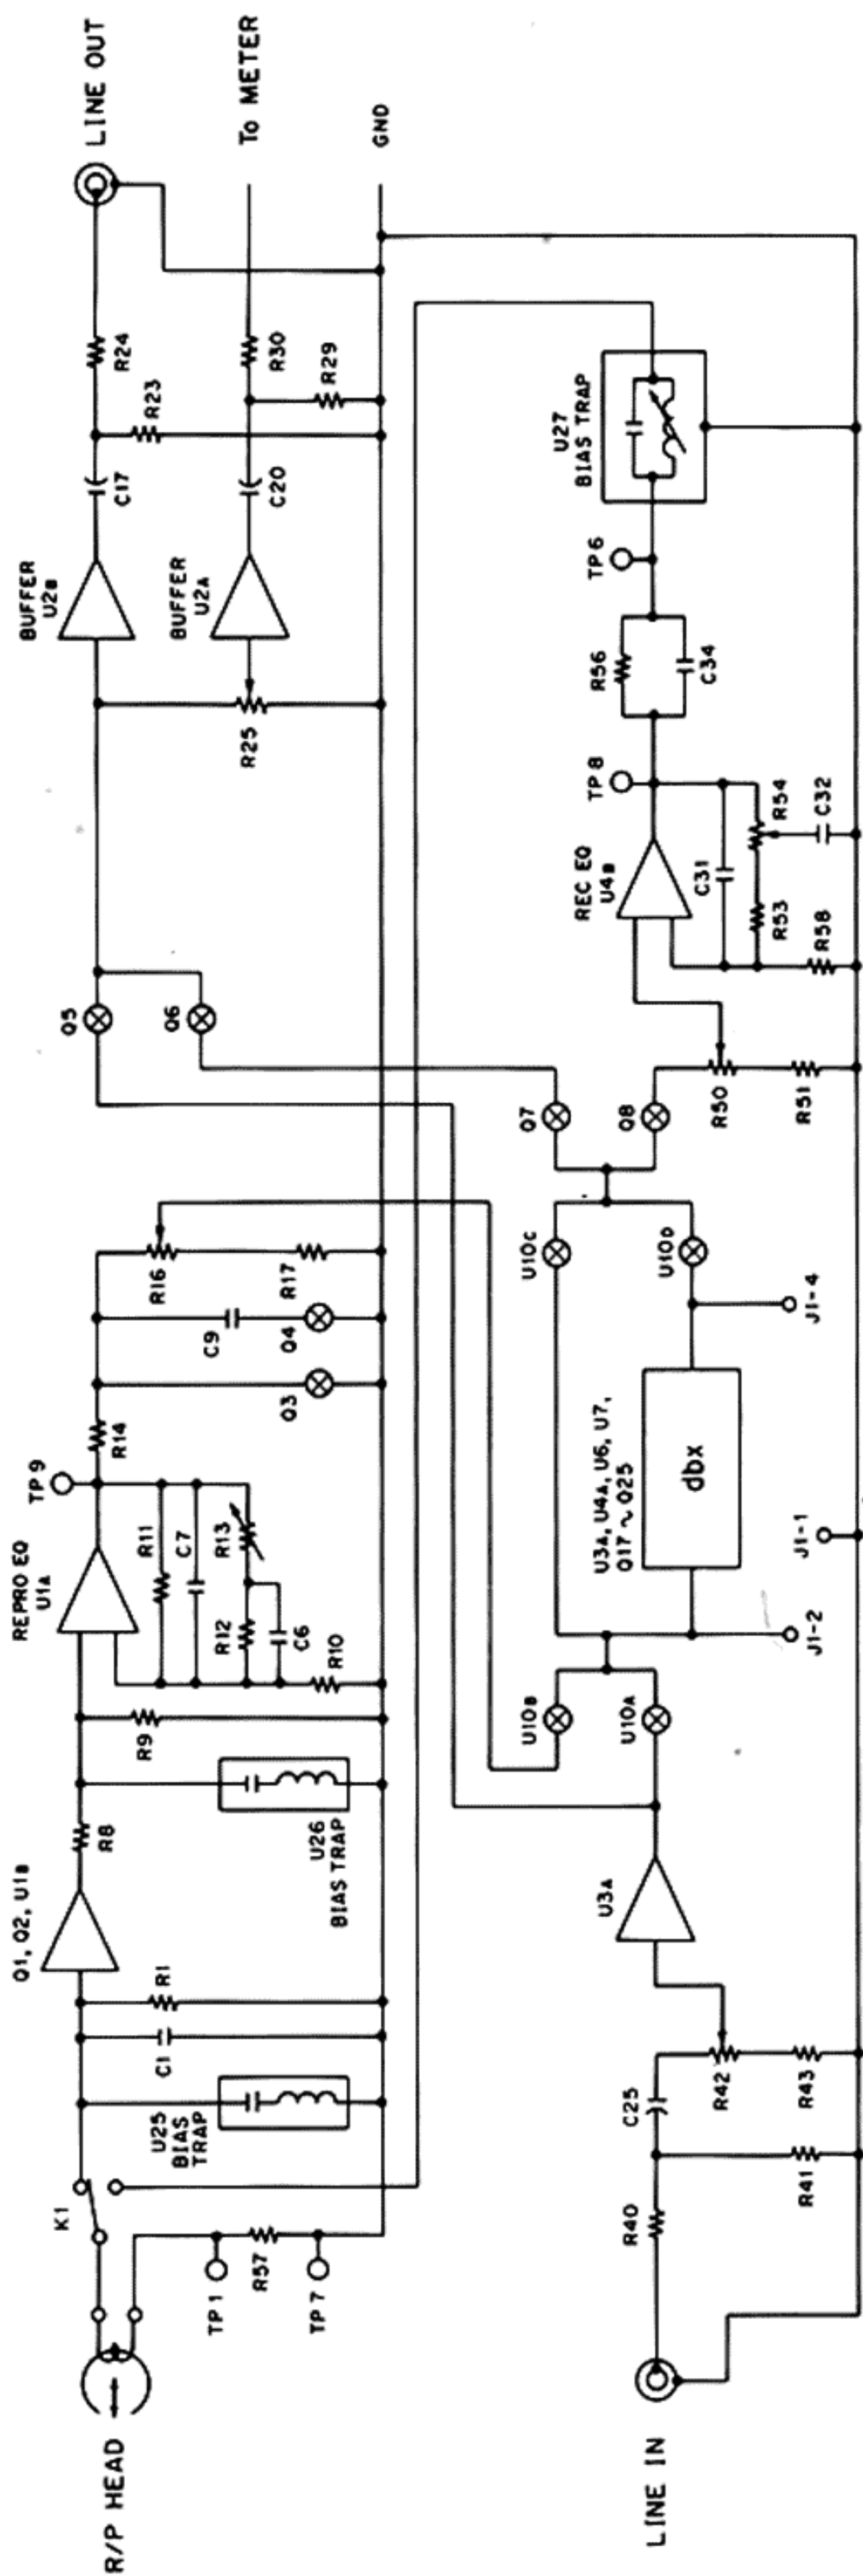 R/P HEAD
K1
TP 1
R57
TP 7
U25
BIAS
TRAP
C1
R1
Q1, Q2, U1B
R8
U26
BIAS TRAP
R9
REPRO EQ
U1A
R10
R12
C6
R11
C7
R13
TP 9
R14
Q3
C9
Q4
R16
R17
Q5
Q6
R25
BUFFER
U2B
BUFFER
U2A
C17
C20
R23
R24
R29
R30
LINE OUT
To METER
GND
LINE IN
R40
R41
C25
R42
R43
U3A
U10B
U10A
J1-2
J1-1
J1-4
U3A, U4A, U6, U7,
Q17 ~ Q25
dbx
U10C
U10D
Q7
Q8
R50
R51
REC EQ
U4B
C31
R53
R58
R54
C32
TP 8
R56
C34
TP 6
U27
BIAS TRAP